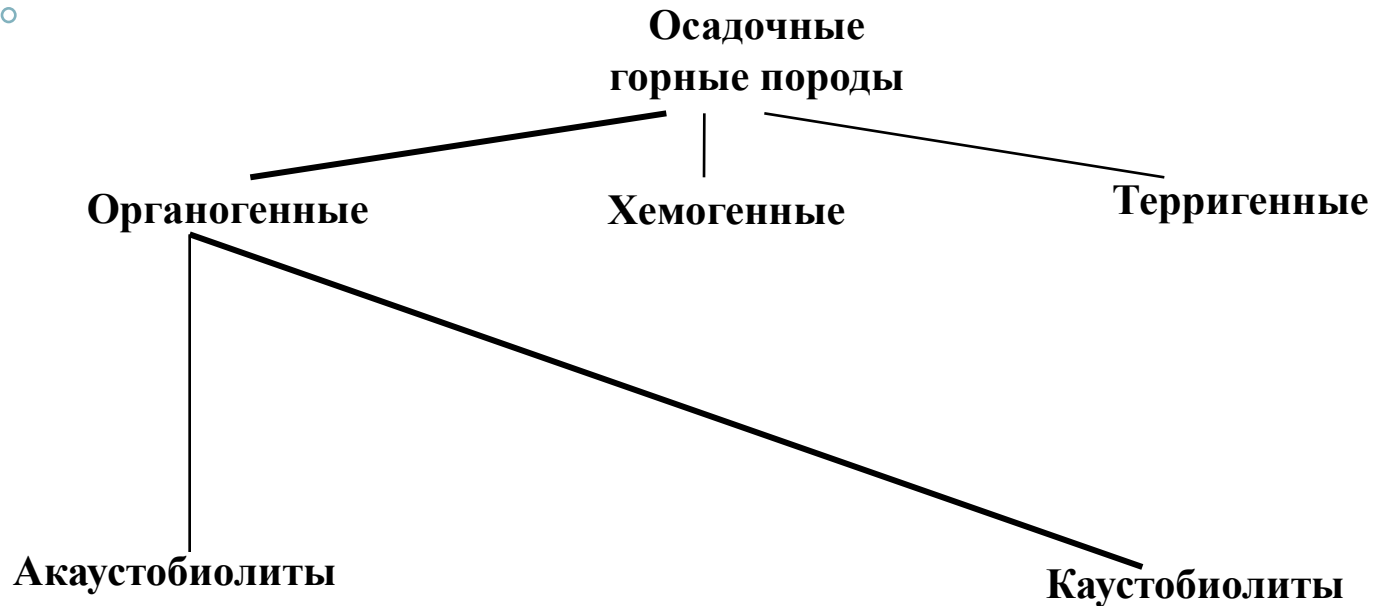 Осадочные
горные породы
Органогенные
Хемогенные
Терригенные
Акаустобиолиты
Каустобиолиты